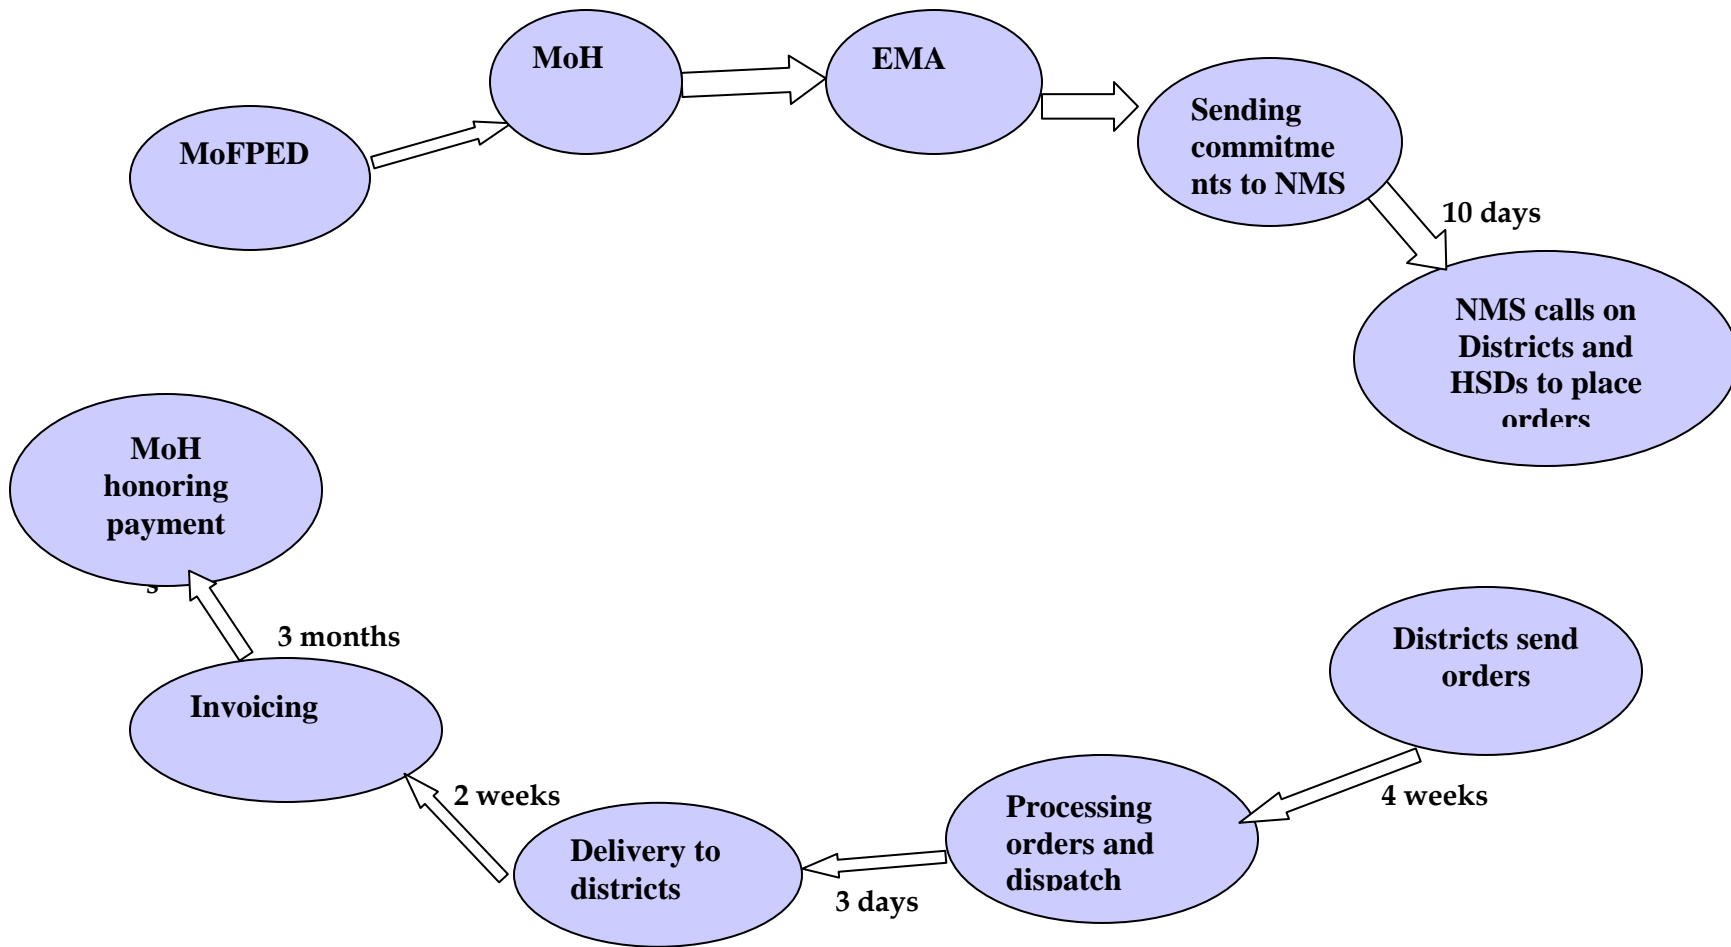 MoFPED
MoH
EMA
Sending
commitme
nts to NMS
10 days
NMS calls on
Districts and
HSDs to place
orders
Districts send
orders
4 weeks
Processing
orders and
dispatch
3 days
Delivery to
districts
2 weeks
Invoicing
3 months
MoH
honoring
payment
s